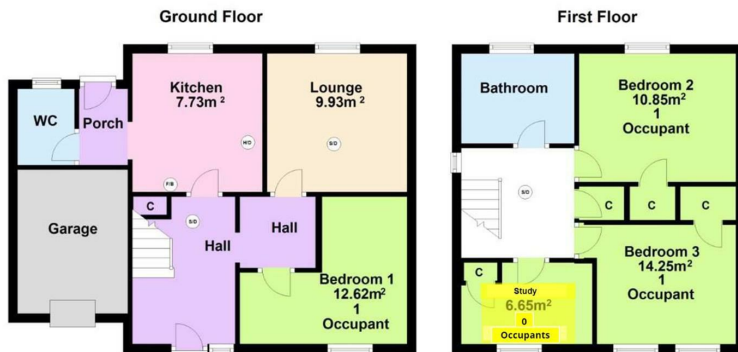 Ground Floor
Kitchen
7.73m²
Lounge
9.93m²
WC
Porch
H/D
S/D
F/B
Garage
C
S/D
Hall
Hall
Bedroom 1
12.62m²
1
Occupant
First Floor
Bathroom
Bedroom 2
10.85m²
1
Occupant
S/D
C
C
C
Bedroom 3
14.25m²
1
Occupant
C
Study
6.65m²
0
Occupants